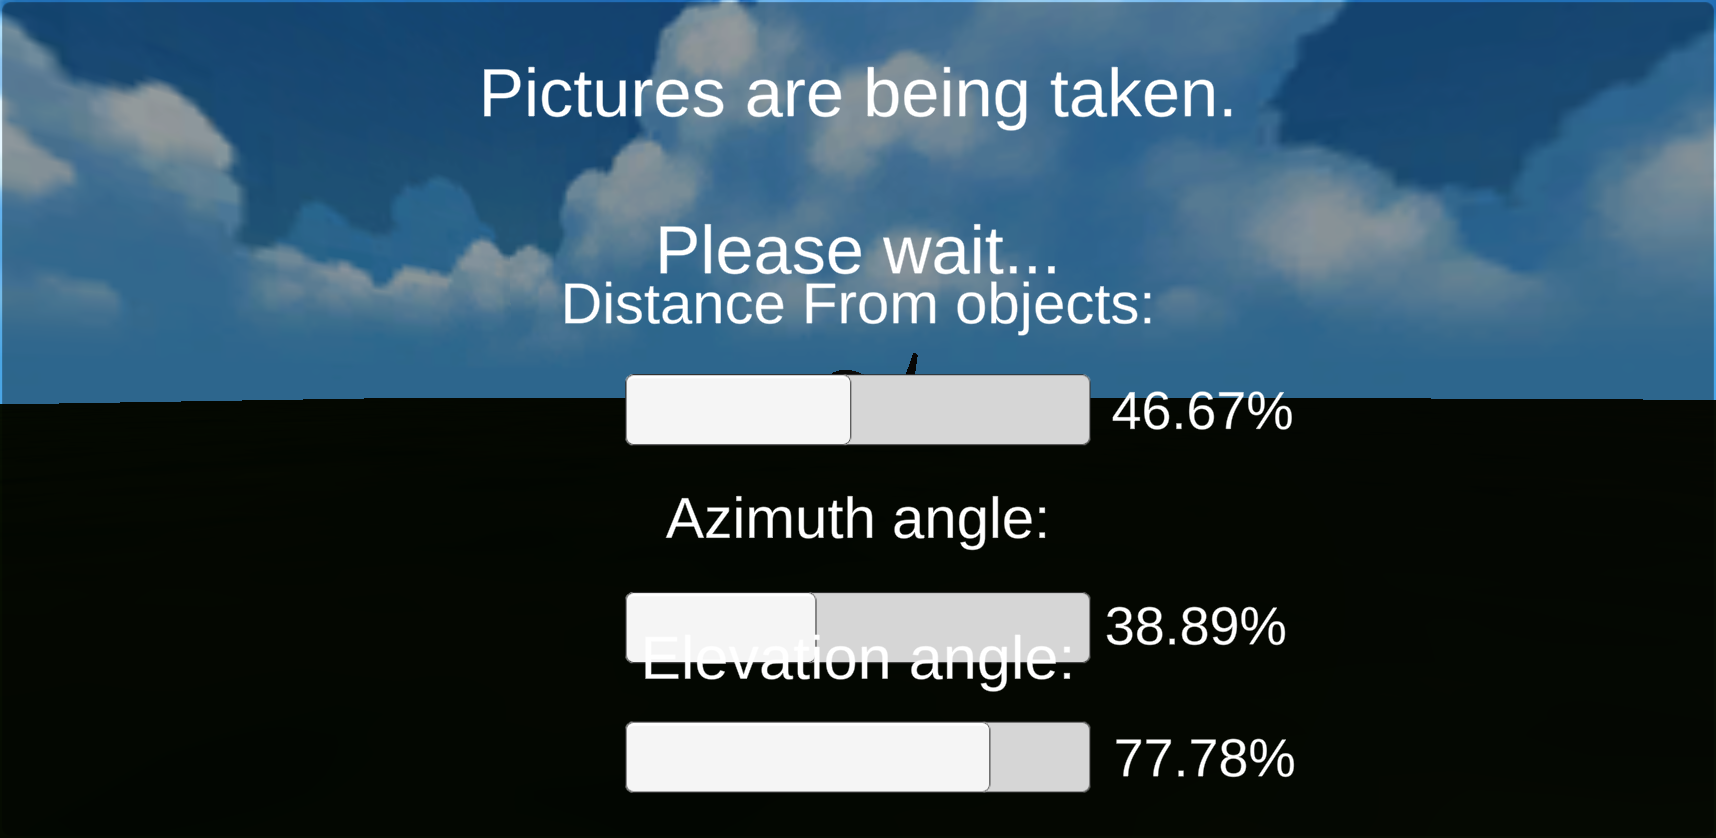 Pictures are being taken.
Please wait...
Distance From objects:
46.67%
Azimuth angle:
38.89%
Elevation angle:
77.78%